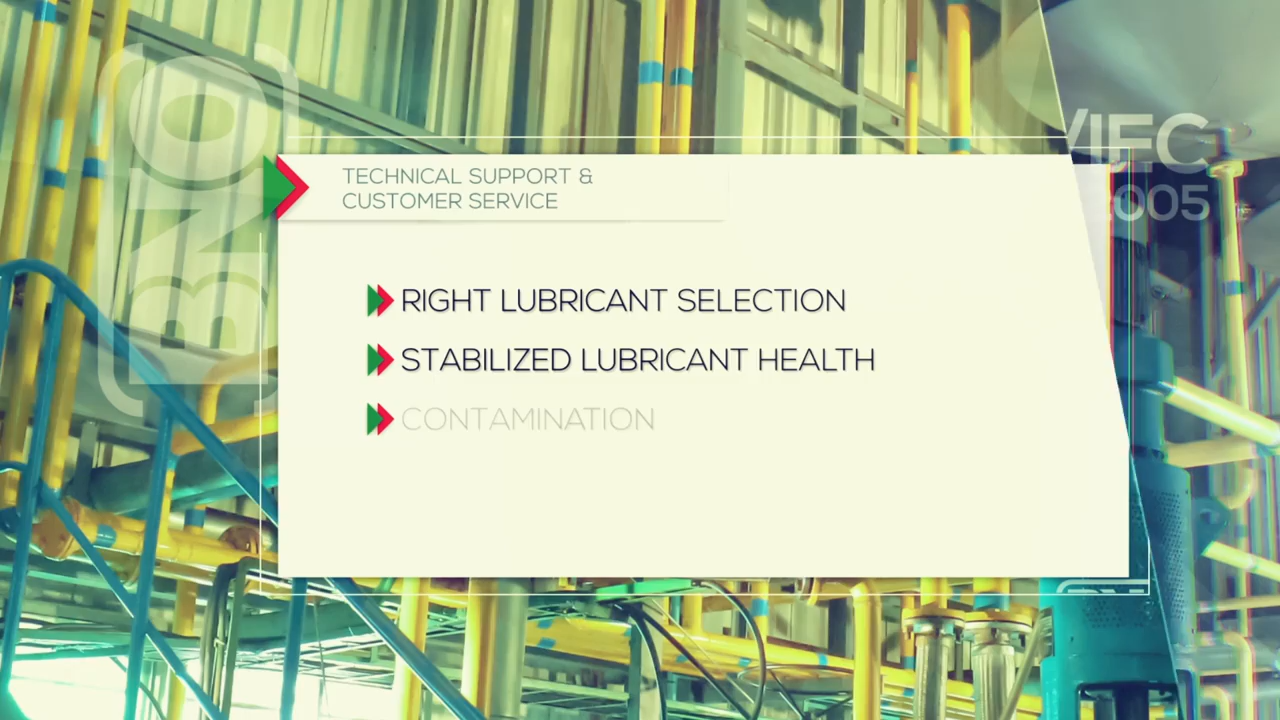 TECHNICAL SUPPORT &
CUSTOMER SERVICE
RIGHT LUBRICANT SELECTION
STABILIZED LUBRICANT HEALTH
CONTAMINATION